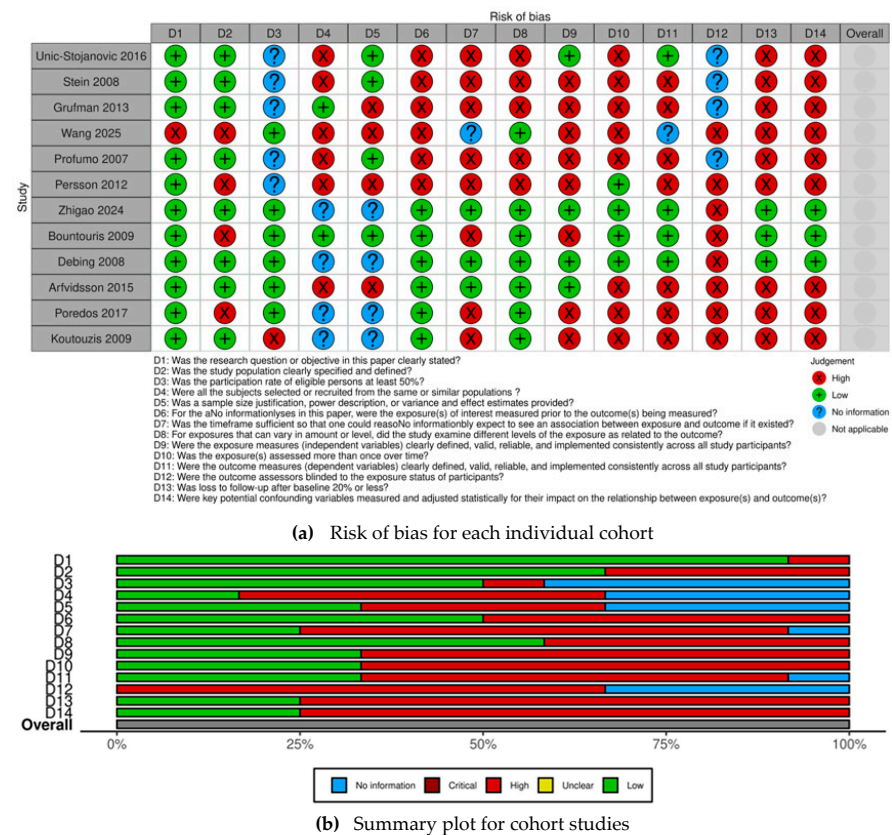 Risk of bias
D1 D2 D3 D4 D5 D6 D7 D8 D9 D10 D11 D12 D13 D14 Overall
Study
Unic-Stojanovic 2016 + + ? X + X X X + X + ? X X
Stein 2008 + + ? X + X X X X X X ? X X
Grufman 2013 + + ? + X X X X X X X ? X X
Wang 2025 X X + X X X ? + X X ? X X X
Profumo 2007 + + ? X + X X X X X X ? X X
Persson 2012 + X ? X X X X X X + X X X X
Zhigao 2024 + + + ? ? + + + + + + X + +
Bountouris 2009 + X + + + + X + X + + X + +
Debing 2008 + + + ? ? + + + + + + X + +
Arfvidsson 2015 + + + X X + + + + X X X X X
Poredos 2017 + X + ? ? + X + X X X X X X
Koutouzis 2009 + + X ? ? + X + X X X X X X
D1: Was the research question or objective in this paper clearly stated?
D2: Was the study population clearly specified and defined?
D3: Was the participation rate of eligible persons at least 50%?
D4: Were all the subjects selected or recruited from the same or similar populations ?
D5: Was a sample size justification, power description, or variance and effect estimates provided?
D6: For the aNo informationlyses in this paper, were the exposure(s) of interest measured prior to the outcome(s) being measured?
D7: Was the timeframe sufficient so that one could reasoNo informationbly expect to see an association between exposure and outcome if it existed?
D8: For exposures that can vary in amount or level, did the study examine different levels of the exposure as related to the outcome?
D9: Were the exposure measures (independent variables) clearly defined, valid, reliable, and implemented consistently across all study participants?
D10: Was the exposure(s) assessed more than once over time?
D11: Were the outcome measures (dependent variables) clearly defined, valid, reliable, and implemented consistently across all study participants?
D12: Were the outcome assessors blinded to the exposure status of participants?
D13: Was loss to follow-up after baseline 20% or less?
D14: Were key potential confounding variables measured and adjusted statistically for their impact on the relationship between exposure(s) and outcome(s)?
Judgement
X High
+ Low
? No information
Not applicable
(a) Risk of bias for each individual cohort
D1
D2
D3
D4
D5
D6
D7
D8
D9
D10
D11
D12
D13
D14
Overall
0% 25% 50% 75% 100%
No information Critical High Unclear Low
(b) Summary plot for cohort studies